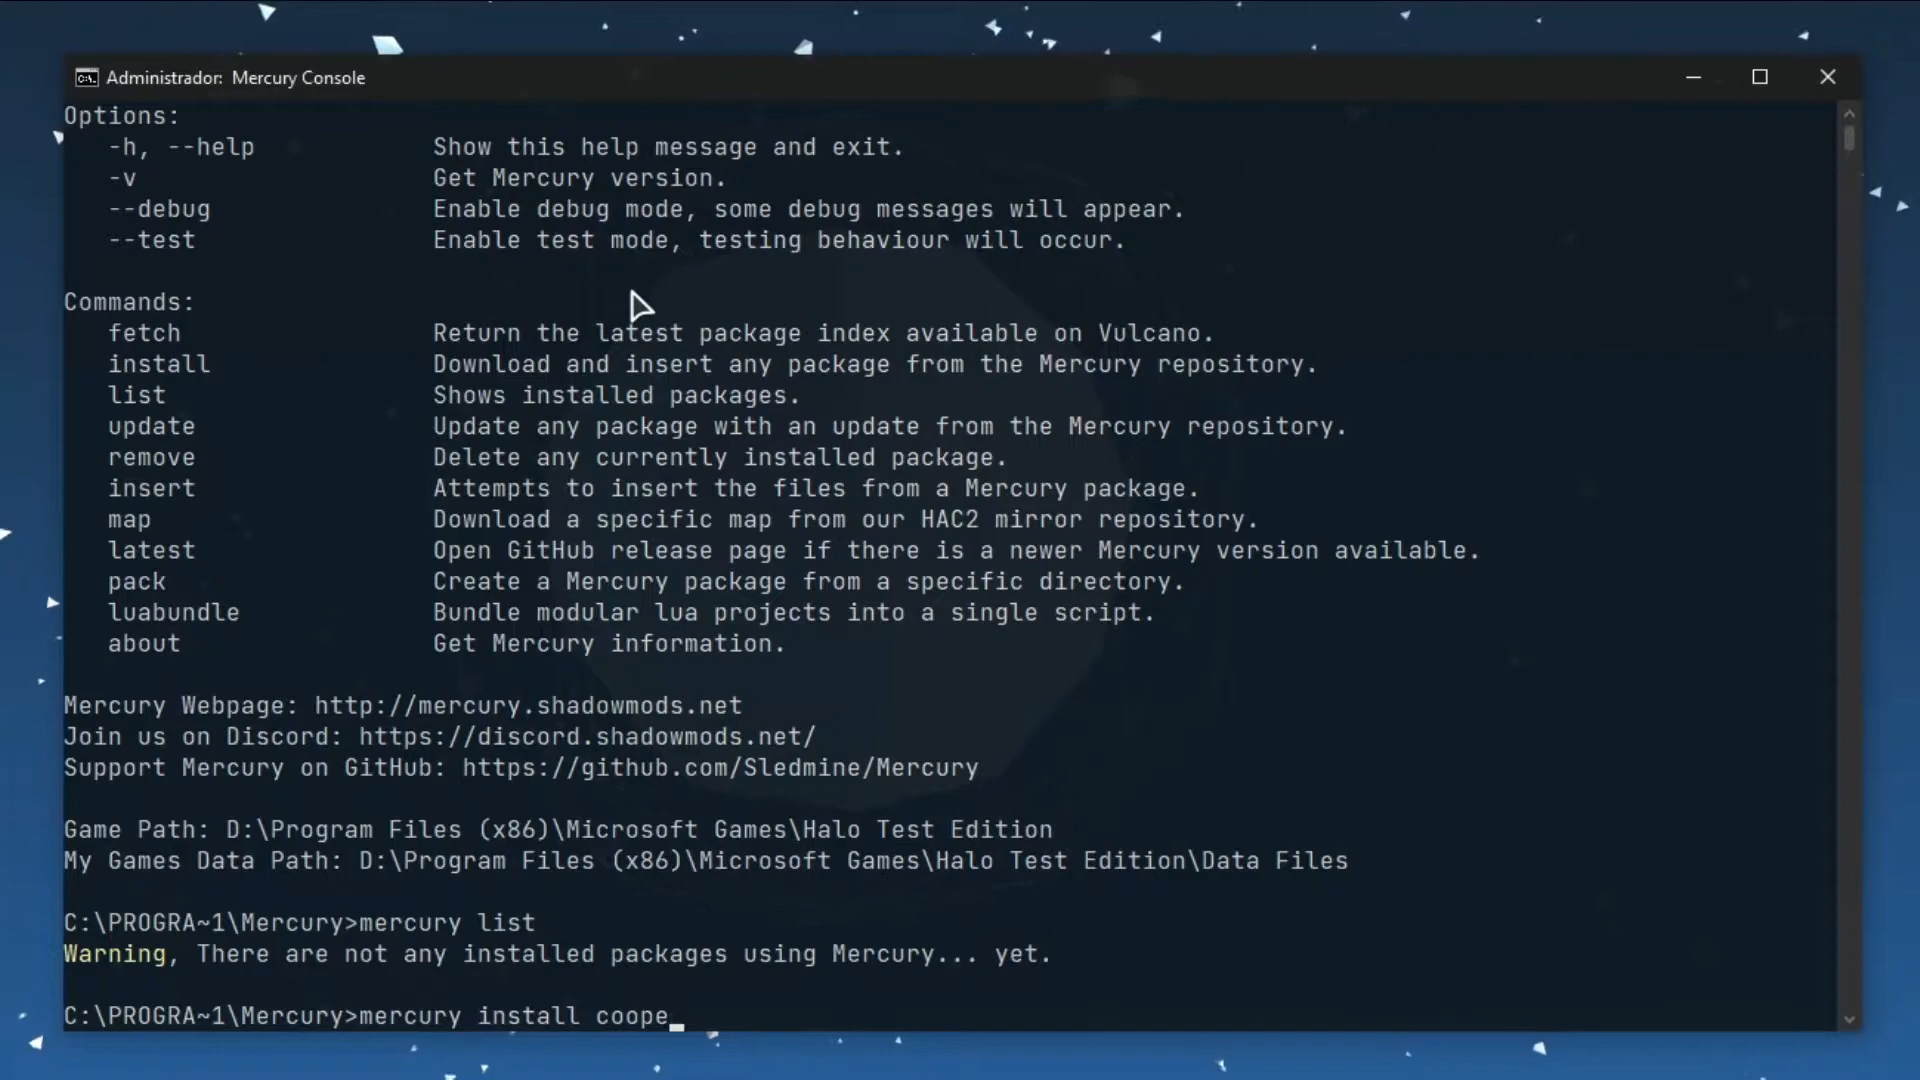 Administrador: Mercury Console
Options:
-h, --help Show this help message and exit.
-v Get Mercury version.
--debug Enable debug mode, some debug messages will appear.
--test Enable test mode, testing behaviour will occur.
Commands:
fetch Return the latest package index available on Vulcano.
install Download and insert any package from the Mercury repository.
list Shows installed packages.
update Update any package with an update from the Mercury repository.
remove Delete any currently installed package.
insert Attempts to insert the files from a Mercury package.
map Download a specific map from our HAC2 mirror repository.
latest Open GitHub release page if there is a newer Mercury version available.
pack Create a Mercury package from a specific directory.
luabundle Bundle modular lua projects into a single script.
about Get Mercury information.
Mercury Webpage: http://mercury.shadowmods.net
Join us on Discord: https://discord.shadowmods.net/
Support Mercury on GitHub: https://github.com/Sledmine/Mercury
Game Path: D:\Program Files (x86)\Microsoft Games\Halo Test Edition
My Games Data Path: D:\Program Files (x86)\Microsoft Games\Halo Test Edition\Data Files
C:\PROGRA~1\Mercury>mercury list
Warning, There are not any installed packages using Mercury... yet.
C:\PROGRA~1\Mercury>mercury install coope_